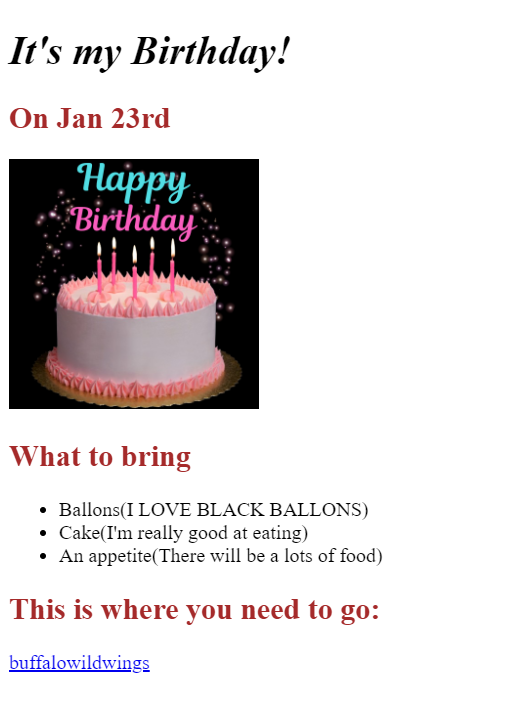 It's my Birthday!
On Jan 23rd
Happy
Birthday
What to bring
Ballons(I LOVE BLACK BALLONS)
Cake(I'm really good at eating)
An appetite(There will be a lots of food)
This is where you need to go:
buffalowildwings